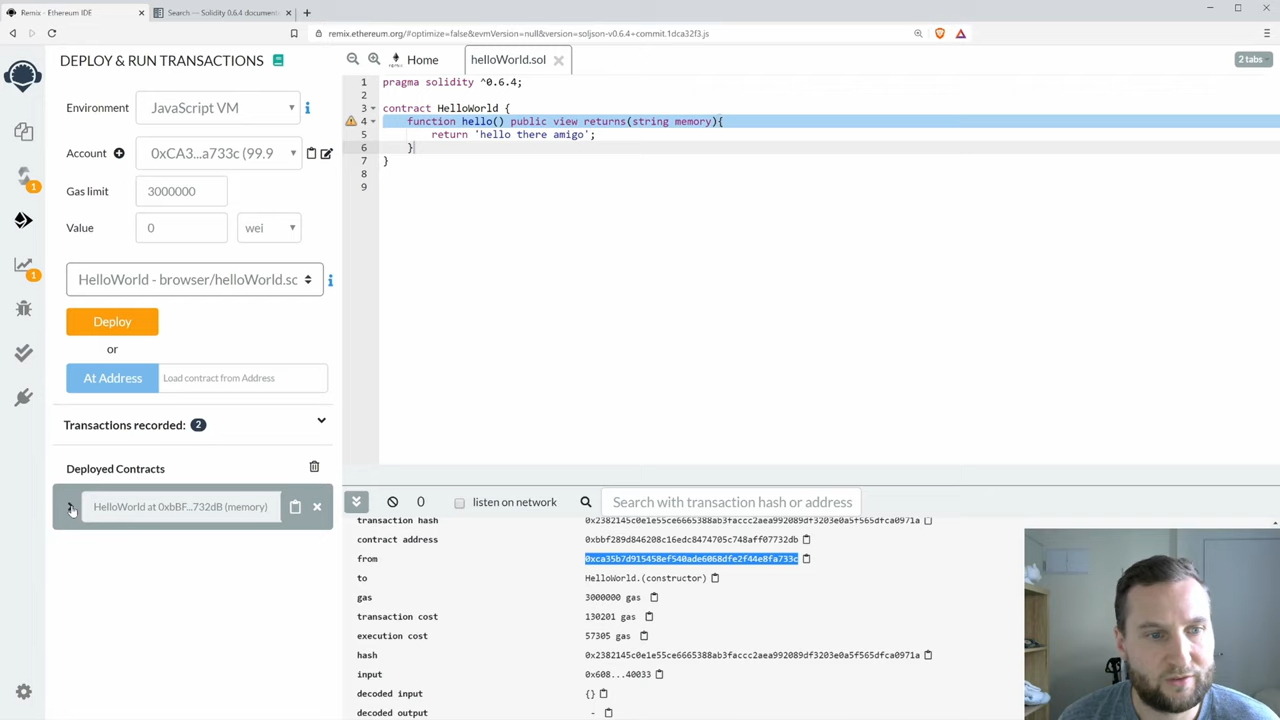 Remix - Ethereum IDE
Search — Solidity 0.6.4 document
remix.ethereum.org/#optimize=false&evmVersion=null&version=soljson-v0.6.4+commit.1dca32f3.js
DEPLOY & RUN TRANSACTIONS
Environment
JavaScript VM
Account
0xCA3...a733c (99.9
Gas limit
3000000
Value
0
wei
HelloWorld - browser/helloWorld.sc
Deploy
or
At Address
Load contract from Address
Transactions recorded: 2
Deployed Contracts
HelloWorld at 0xbBF...732dB (memory)
1
1
Home
helloWorld.sol
2 tabs
1 pragma solidity ^0.6.4;
2
3 contract HelloWorld {
4 function hello() public view returns(string memory){
5 return 'hello there amigo';
6 }
7 }
8
9
0
listen on network
Search with transaction hash or address
transaction hash 0x2382145c0e1e55ce6665388ab3faccc2aea992089df3203e0a5f565dfca0971a
contract address 0xbbf289d846208c16edc8474705c748aff07732db
from 0xca35b7d915458ef540ade6068dfe2f44e8fa733c
to HelloWorld.(constructor)
gas 3000000 gas
transaction cost 130201 gas
execution cost 57305 gas
hash 0x2382145c0e1e55ce6665388ab3faccc2aea992089df3203e0a5f565dfca0971a
input 0x608...40033
decoded input {}
decoded output -